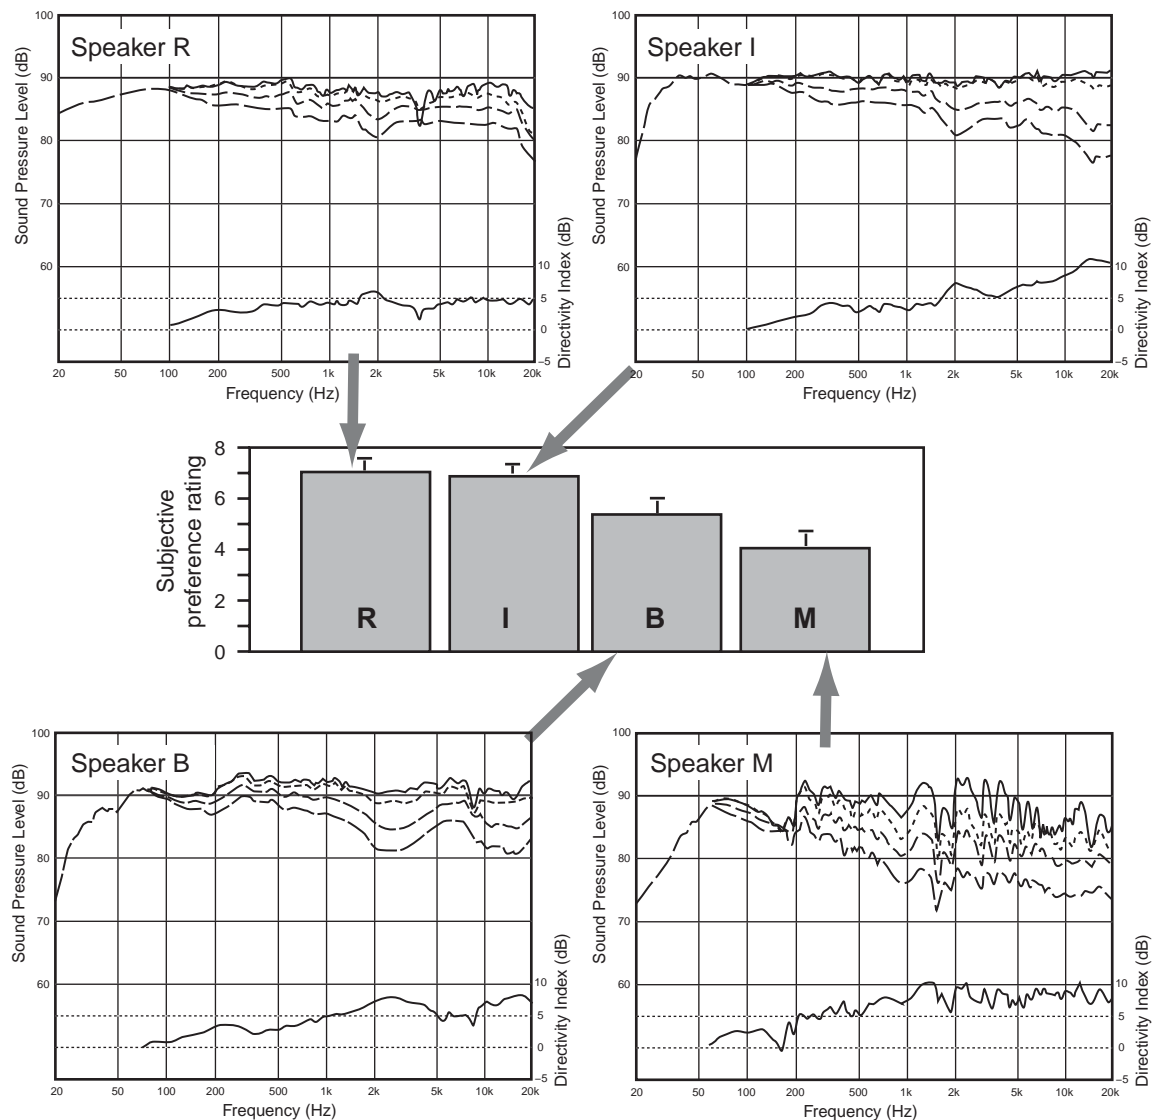 Speaker R
Sound Pressure Level (dB)
100
90
80
70
60
Directivity Index (dB)
10
5
0
–5
20 50 100 200 500 1k 2k 5k 10k 20k
Frequency (Hz)
Speaker I
Sound Pressure Level (dB)
100
90
80
70
60
Directivity Index (dB)
10
5
0
–5
20 50 100 200 500 1k 2k 5k 10k 20k
Frequency (Hz)
Subjective
preference rating
8
6
4
2
0
R I B M
Speaker B
Sound Pressure Level (dB)
100
90
80
70
60
Directivity Index (dB)
10
5
0
–5
20 50 100 200 500 1k 2k 5k 10k 20k
Frequency (Hz)
Speaker M
Sound Pressure Level (dB)
100
90
80
70
60
Directivity Index (dB)
10
5
0
–5
20 50 100 200 500 1k 2k 5k 10k 20k
Frequency (Hz)